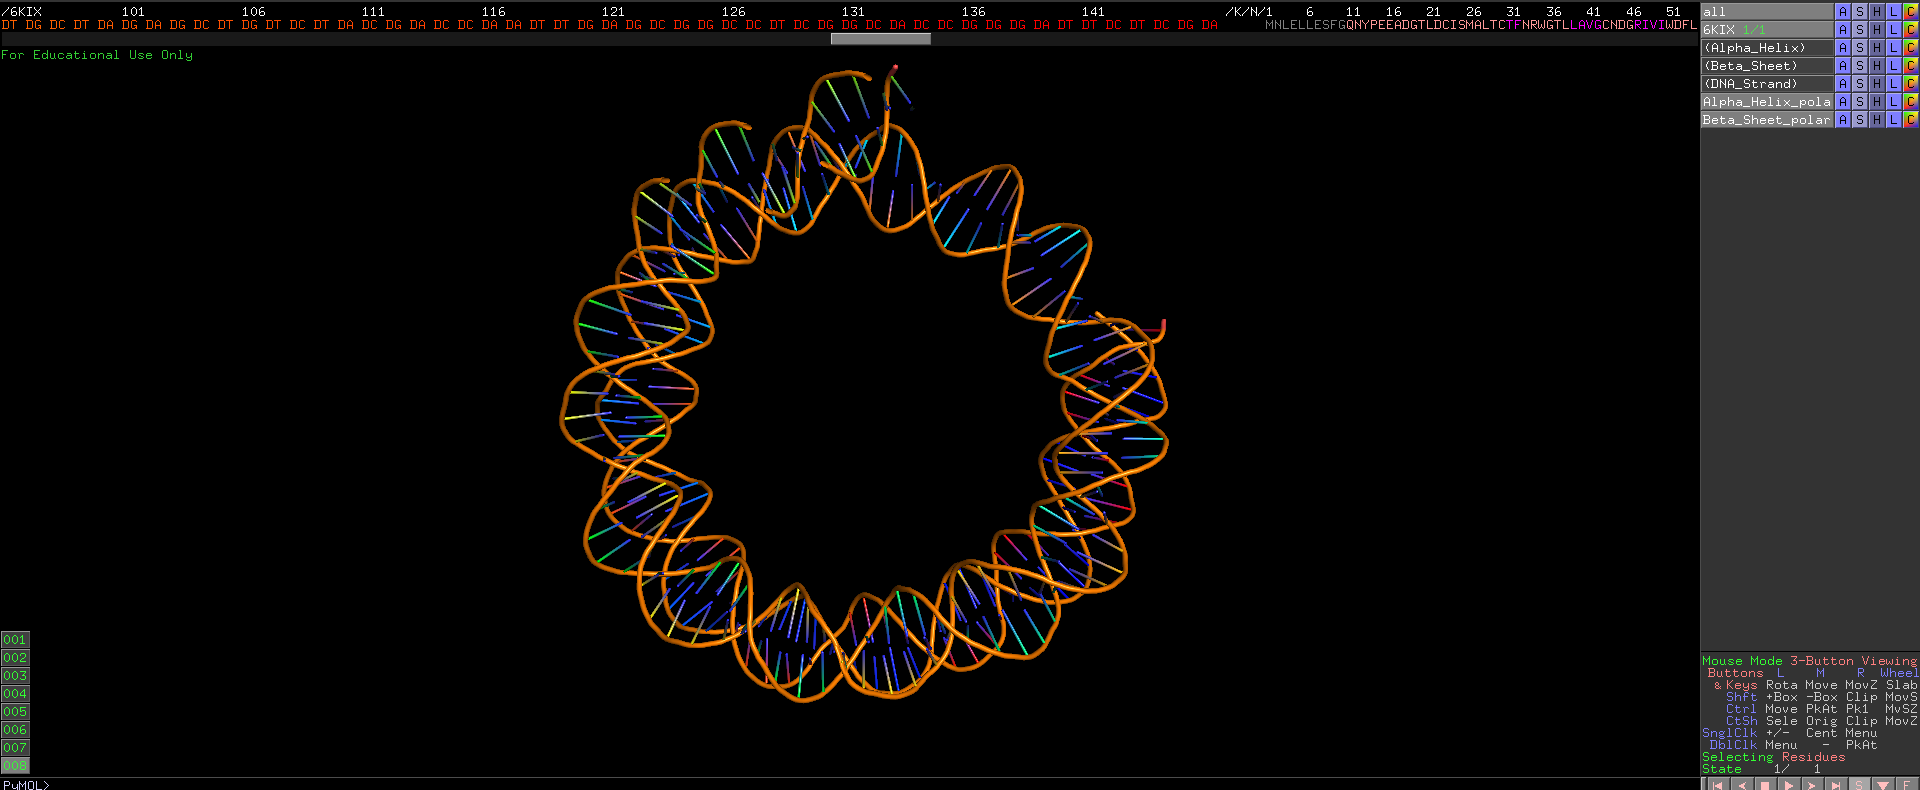 /6KIX 101 106 111 116 121 126 131 136 141 /K/N/1 6 11 16 21 26 31 36 41 46 51
DT DG DC DT DA DG DA DG DC DT DG DT DC DT DA DC DG DA DC DC DA DA DT DT DG DA DG DC DG DG DC DC DT DC DG DG DC DA DC DC DG DG DG DA DT DT DC DT DC DC DG DA MNLELLESFGQNYPEEADGTLDCISMALTCTFNRWGTLLAVGCNDGRIVIWDFL
For Educational Use Only
all A S H L C
6KIX 1/1 A S H L C
(Alpha_Helix) A S H L C
(Beta_Sheet) A S H L C
(DNA_Strand) A S H L C
Alpha_Helix_pola A S H L C
Beta_Sheet_polar A S H L C
001
002
003
004
005
006
007
008
Mouse Mode 3-Button Viewing
Buttons L M R Wheel
& Keys Rota Move MovZ Slab
Shft +Box -Box Clip MovS
Ctrl Move PkAt Pk1 MvSZ
CtSh Sele Orig Clip MovZ
SnglClk +/- Cent Menu
DblClk Menu - PkAt
Selecting Residues
State 1/ 1
PyMOL>
S F